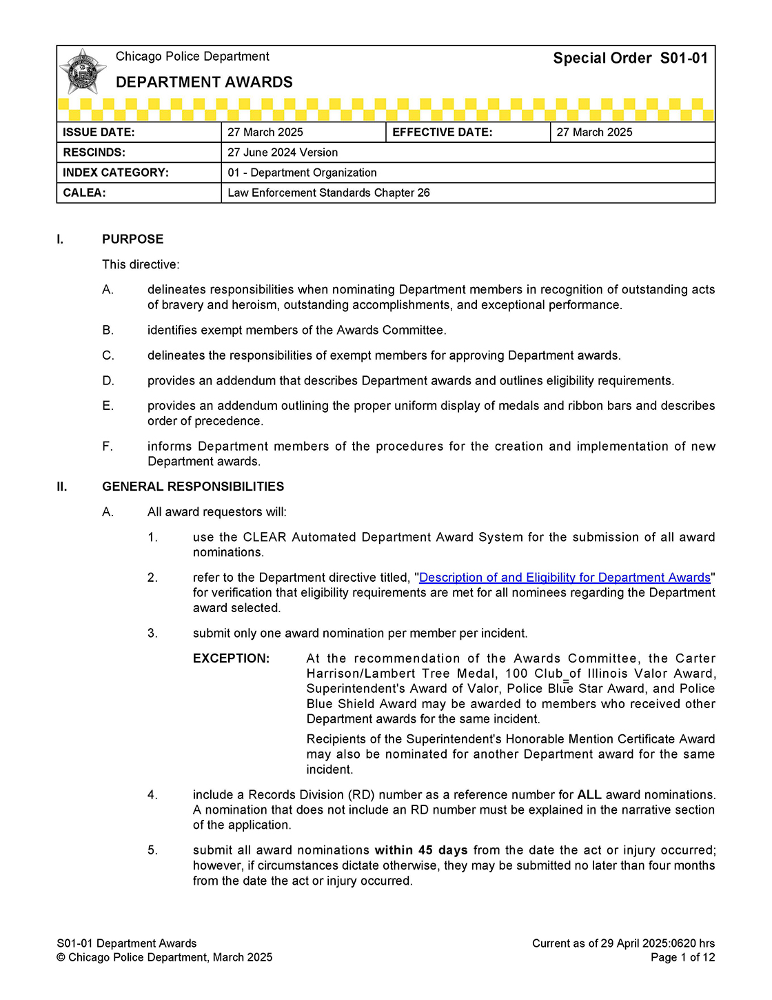 Chicago Police Department
Special Order S01-01
DEPARTMENT AWARDS
ISSUE DATE: 27 March 2025 EFFECTIVE DATE: 27 March 2025
RESCINDS: 27 June 2024 Version
INDEX CATEGORY: 01 - Department Organization
CALEA: Law Enforcement Standards Chapter 26
I. PURPOSE
This directive:
A. delineates responsibilities when nominating Department members in recognition of outstanding acts
of bravery and heroism, outstanding accomplishments, and exceptional performance.
B. identifies exempt members of the Awards Committee.
C. delineates the responsibilities of exempt members for approving Department awards.
D. provides an addendum that describes Department awards and outlines eligibility requirements.
E. provides an addendum outlining the proper uniform display of medals and ribbon bars and describes
order of precedence.
F. informs Department members of the procedures for the creation and implementation of new
Department awards.
II. GENERAL RESPONSIBILITIES
A. All award requestors will:
1. use the CLEAR Automated Department Award System for the submission of all award
nominations.
2. refer to the Department directive titled, "Description of and Eligibility for Department Awards"
for verification that eligibility requirements are met for all nominees regarding the Department
award selected.
3. submit only one award nomination per member per incident.
EXCEPTION: At the recommendation of the Awards Committee, the Carter
Harrison/Lambert Tree Medal, 100 Club of Illinois Valor Award,
Superintendent's Award of Valor, Police Blue Star Award, and Police
Blue Shield Award may be awarded to members who received other
Department awards for the same incident.
Recipients of the Superintendent's Honorable Mention Certificate Award
may also be nominated for another Department award for the same
incident.
4. include a Records Division (RD) number as a reference number for ALL award nominations.
A nomination that does not include an RD number must be explained in the narrative section
of the application.
5. submit all award nominations within 45 days from the date the act or injury occurred;
however, if circumstances dictate otherwise, they may be submitted no later than four months
from the date the act or injury occurred.
S01-01 Department Awards Current as of 29 April 2025:0620 hrs
© Chicago Police Department, March 2025 Page 1 of 12